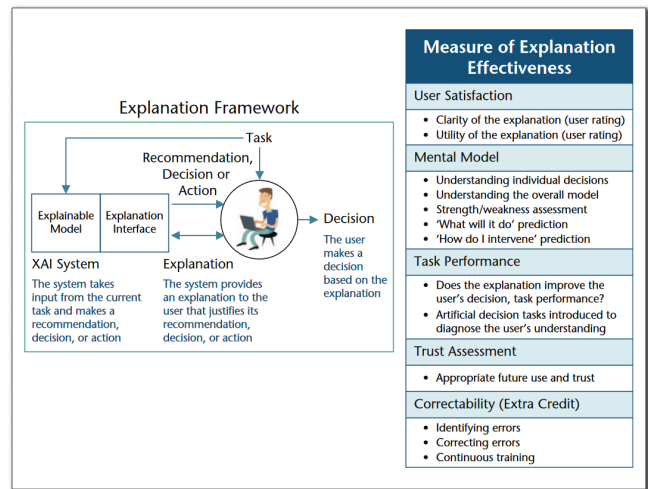 Explanation Framework
Task
Recommendation,
Decision or
Action
Explainable
Model
Explanation
Interface
Decision
The user
makes a
decision
based on the
explanation
XAI System
The system takes
input from the current
task and makes a
recommendation,
decision, or action
Explanation
The system provides
an explanation to the
user that justifies its
recommendation,
decision, or action
Measure of Explanation
Effectiveness
User Satisfaction
• Clarity of the explanation (user rating)
• Utility of the explanation (user rating)
Mental Model
• Understanding individual decisions
• Understanding the overall model
• Strength/weakness assessment
• ‘What will it do’ prediction
• ‘How do I intervene’ prediction
Task Performance
• Does the explanation improve the
user’s decision, task performance?
• Artificial decision tasks introduced to
diagnose the user’s understanding
Trust Assessment
• Appropriate future use and trust
Correctability (Extra Credit)
• Identifying errors
• Correcting errors
• Continuous training